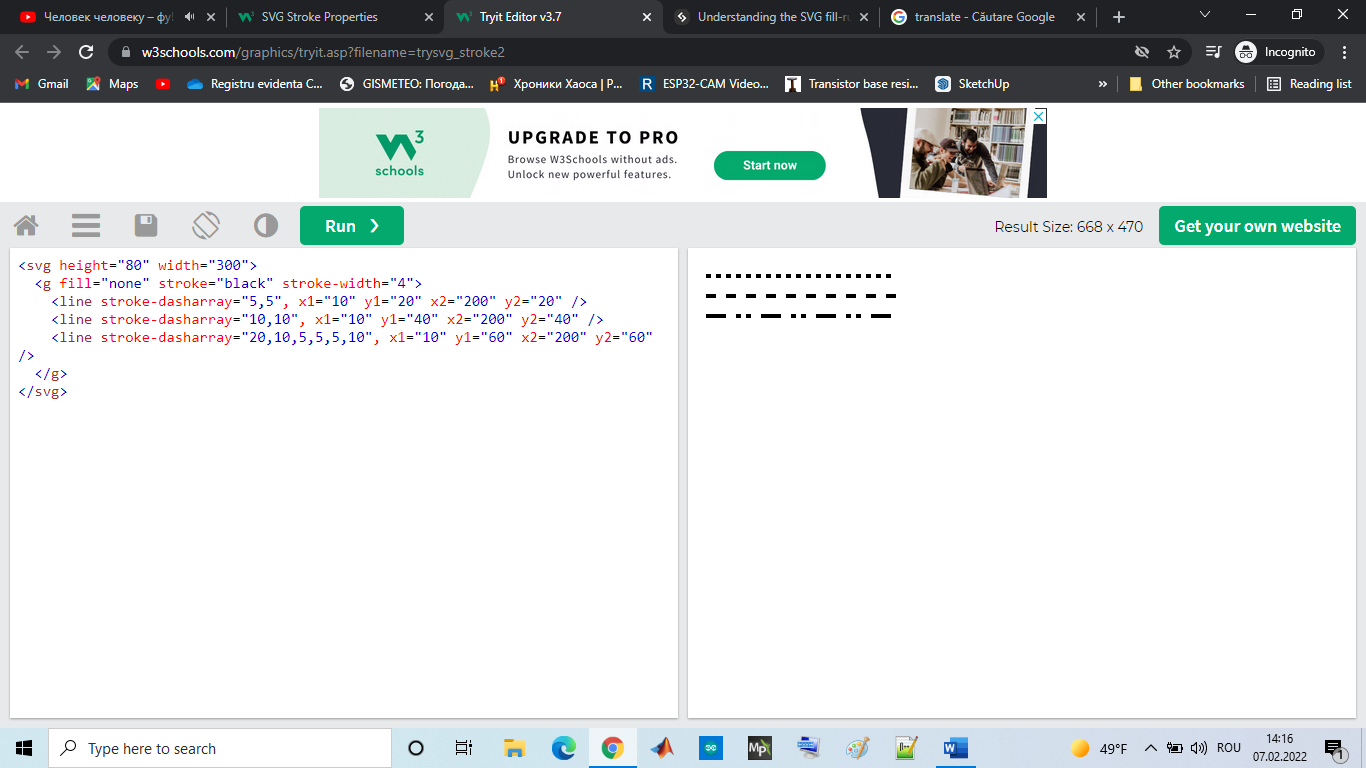 Человек человеку – фу!
SVG Stroke Properties
Tryit Editor v3.7
Understanding the SVG fill-ru
translate - Căutare Google
w3schools.com/graphics/tryit.asp?filename=trysvg_stroke2
Incognito
Gmail
Maps
Registru evidenta C...
GISMETEO: Погода...
Хроники Хаоса | Р...
R
ESP32-CAM Video...
Transistor base resi...
SketchUp
»
Other bookmarks
Reading list
3
schools
UPGRADE TO PRO
Browse W3Schools without ads.
Unlock new powerful features.
Start now
Run ❯
Result Size: 668 x 470
Get your own website
<svg height="80" width="300">
<g fill="none" stroke="black" stroke-width="4">
<line stroke-dasharray="5,5", x1="10" y1="20" x2="200" y2="20" />
<line stroke-dasharray="10,10", x1="10" y1="40" x2="200" y2="40" />
<line stroke-dasharray="20,10,5,5,5,10", x1="10" y1="60" x2="200" y2="60"
/>
</g>
</svg>
Type here to search
Mp
W
49°F
ROU
14:16
07.02.2022
1